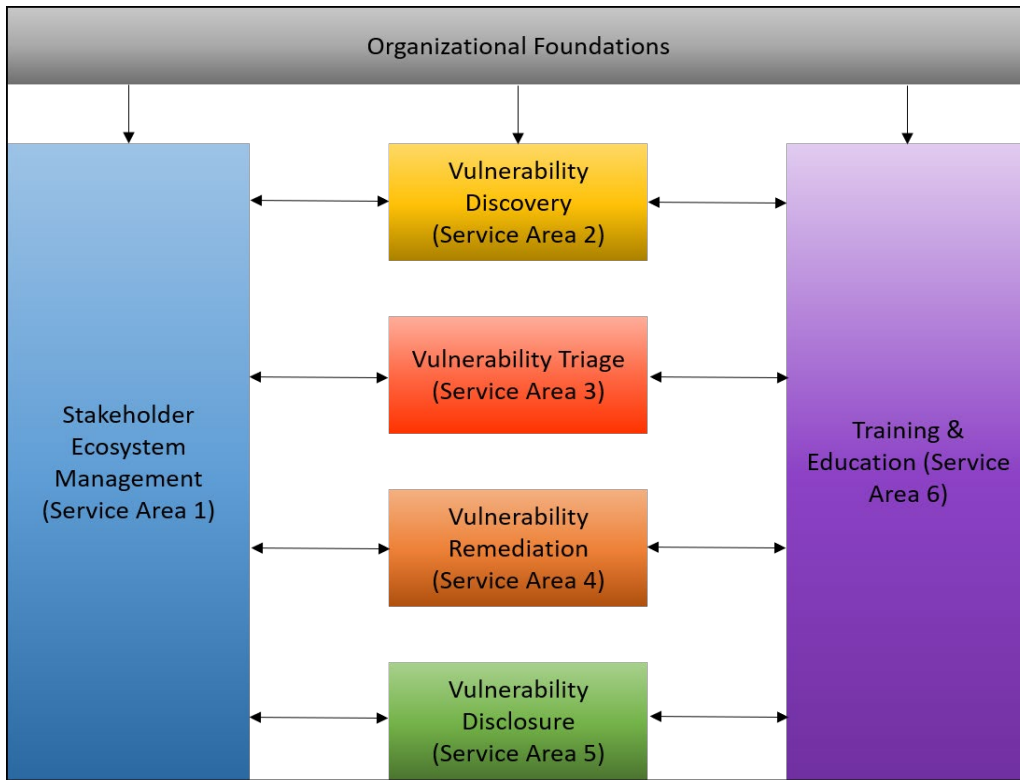 Organizational Foundations
Vulnerability
Discovery
(Service Area 2)
Vulnerability Triage
(Service Area 3)
Stakeholder
Ecosystem
Management
(Service Area 1)
Training &
Education (Service
Area 6)
Vulnerability
Remediation
(Service Area 4)
Vulnerability
Disclosure
(Service Area 5)